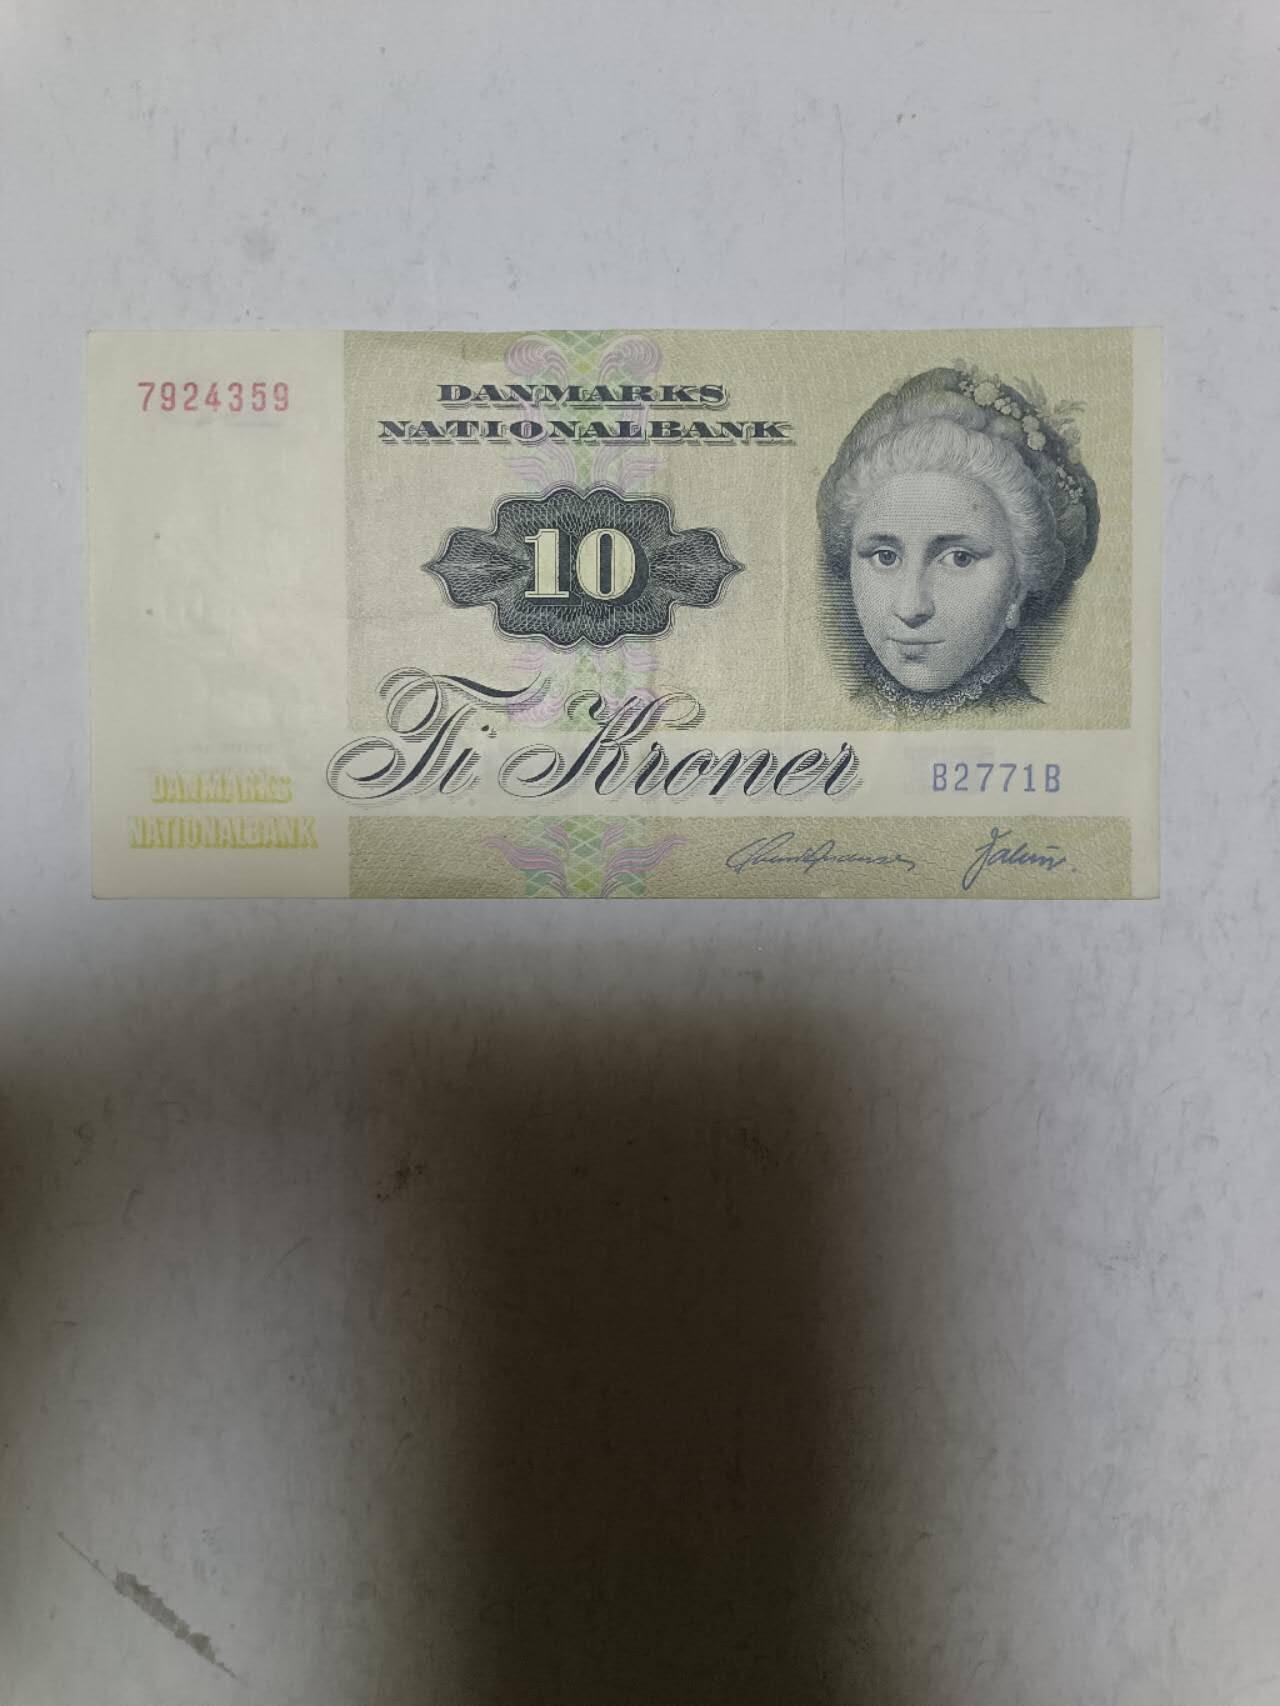 7924359
DANMARKS
NATIONALBANK
10
Ti Kroner
B2771B
DANMARKS
NATIONALBANK